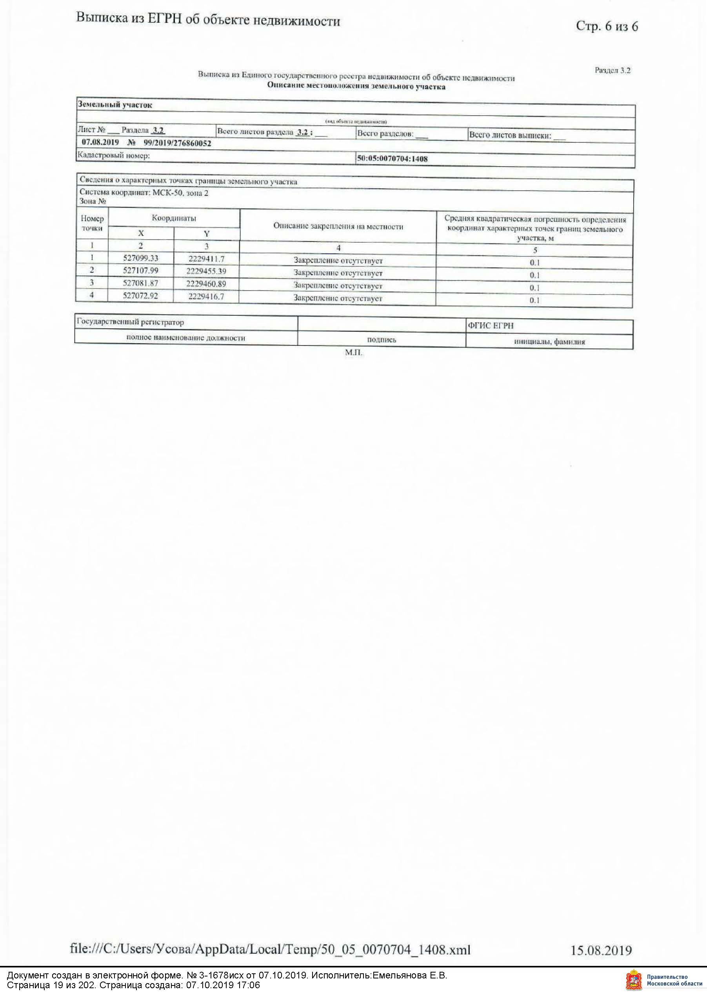 Выписка из ЕГРН об объекте недвижимости
Стр. 6 из 6
Раздел 3.2
Выписка из Единого государственного реестра недвижимости об объекте недвижимости
Описание местоположения земельного участка
Земельный участок
(вид объекта недвижимости)
Лист № ___ Раздела 3.2 Всего листов раздела 3.2 : ___ Всего разделов: ___ Всего листов выписки: ___
07.08.2019 № 99/2019/276860052
Кадастровый номер: 50:05:0070704:1408
Сведения о характерных точках границы земельного участка
Система координат: МСК-50, зона 2
Зона №
Номер точки Координаты Описание закрепления на местности Средняя квадратическая погрешность определения координат характерных точек границ земельного участка, м
X Y
1 2 3 4 5
1 527099.33 2229411.7 Закрепление отсутствует 0.1
2 527107.99 2229455.39 Закрепление отсутствует 0.1
3 527081.87 2229460.89 Закрепление отсутствует 0.1
4 527072.92 2229416.7 Закрепление отсутствует 0.1
Государственный регистратор ФГИС ЕГРН
полное наименование должности подпись инициалы, фамилия
М.П.
file:///C:/Users/Усова/AppData/Local/Temp/50_05_0070704_1408.xml 15.08.2019
Документ создан в электронной форме. № 3-1678исх от 07.10.2019. Исполнитель:Емельянова Е.В.
Страница 19 из 202. Страница создана: 07.10.2019 17:06
Правительство
Московской области